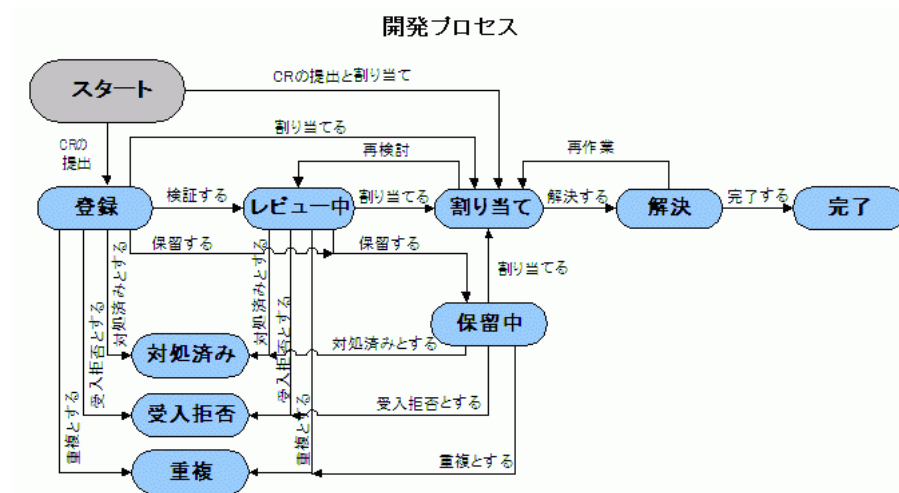 開発プロセス
スタート
CRの提出と割り当て
CRの
提出
割り当てる
再検討
再作業
登録
検証する
レビュー中
割り当てる
割り当て
解決する
解決
完了する
完了
保留する
保留する
割り当てる
対処済みとする
受入拒否とする
重複とする
対処済みとする
受入拒否とする
重複とする
保留中
対処済み
対処済みとする
受入拒否
受入拒否とする
重複
重複とする